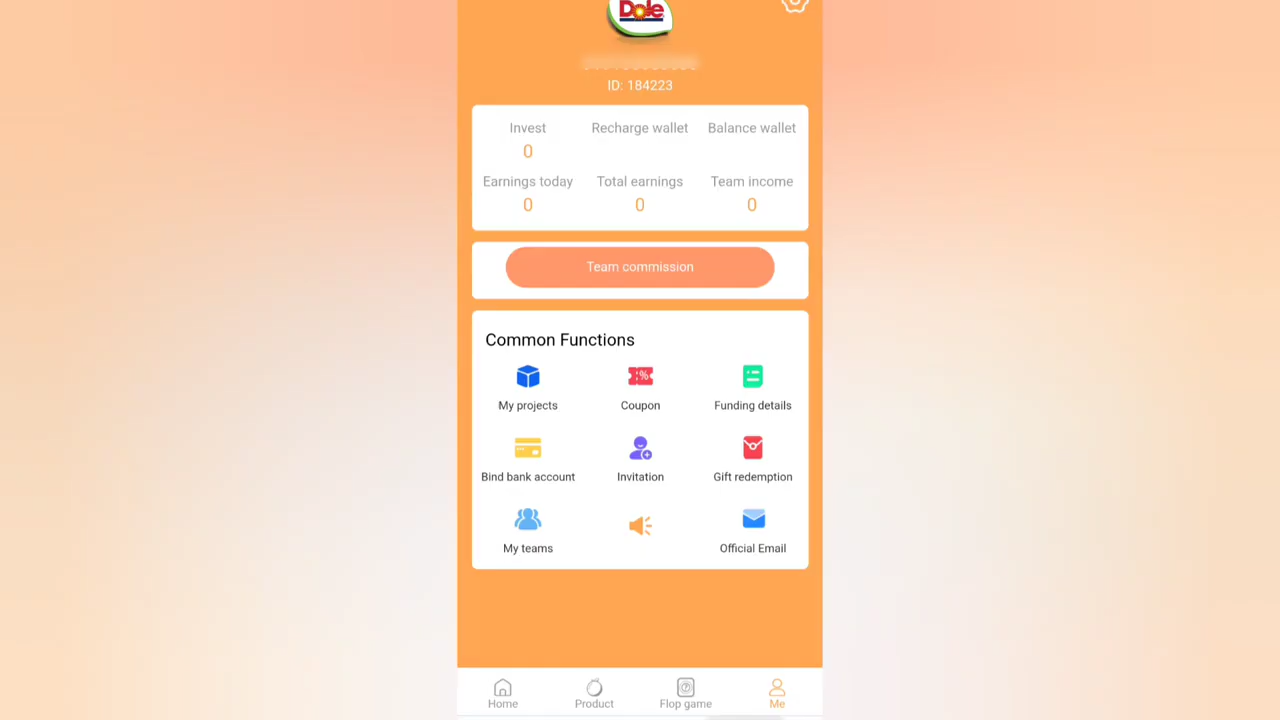 Dole
ID: 184223
Invest Recharge wallet Balance wallet
0
Earnings today Total earnings Team income
0 0 0
Team commission
Common Functions
%
My projects Coupon Funding details
Bind bank account Invitation Gift redemption
My teams Official Email
Home Product Flop game Me